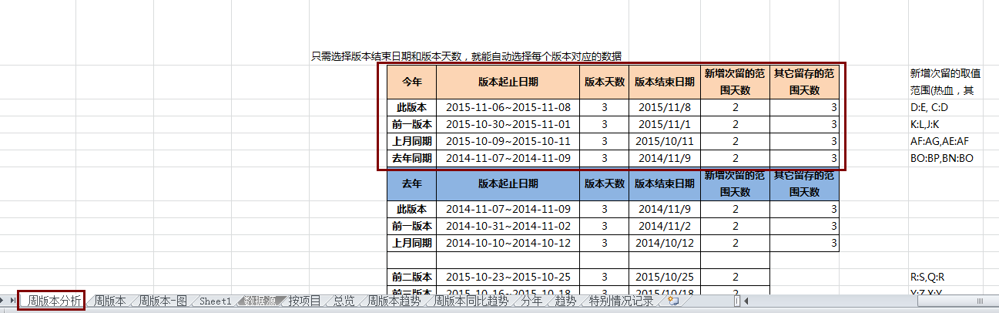 只需选择版本结束日期和版本天数，就能自动选择每个版本对应的数据
今年 版本起止日期 版本天数 版本结束日期 新增次留的范围天数 其它留存的范围天数
新增次留的取值
范围(热血，其
此版本 2015-11-06~2015-11-08 3 2015/11/8 2 3 D:E, C:D
前一版本 2015-10-30~2015-11-01 3 2015/11/1 2 3 K:L,J:K
上月同期 2015-10-09~2015-10-11 3 2015/10/11 2 3 AF:AG,AE:AF
去年同期 2014-11-07~2014-11-09 3 2014/11/9 2 3 BO:BP,BN:BO
去年 版本起止日期 版本天数 版本结束日期 新增次留的范围天数 其它留存的范围天数
此版本 2014-11-07~2014-11-09 3 2014/11/9 2 3
前一版本 2014-10-31~2014-11-02 3 2014/11/2 2 3
上月同期 2014-10-10~2014-10-12 3 2014/10/12 2 3
前二版本 2015-10-23~2015-10-25 3 2015/10/25 2 R:S,Q:R
前三版本 2015-10-16~2015-10-18 3 2015/10/18 2 Y:Z,X:Y
周版本分析 周版本 周版本-图 Sheet1 数据源 按项目 总览 周版本趋势 周版本同比趋势 分年 趋势 特别情况记录